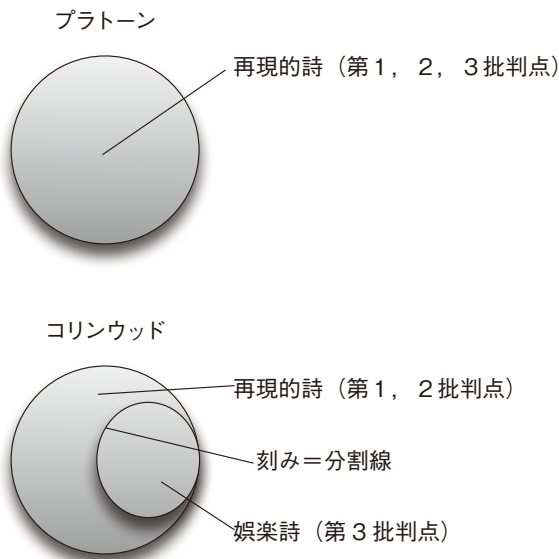 プラトーン
再現的詩（第１，２，３批判点）
コリンウッド
再現的詩（第１，２批判点）
刻み＝分割線
娯楽詩（第３批判点）